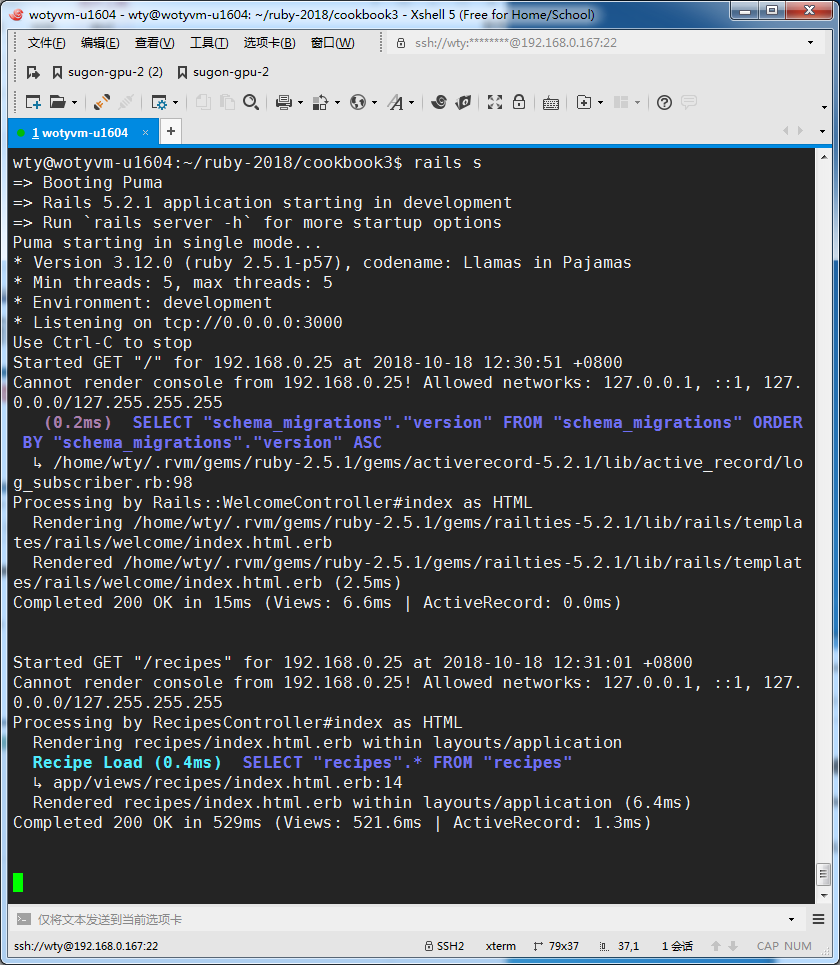 wotyvm-u1604 - wty@wotyvm-u1604: ~/ruby-2018/cookbook3 - Xshell 5 (Free for Home/School)
文件(F) 编辑(E) 查看(V) 工具(T) 选项卡(B) 窗口(W) ssh://wty:********@192.168.0.167:22
sugon-gpu-2 (2) sugon-gpu-2
1 wotyvm-u1604 × +
wty@wotyvm-u1604:~/ruby-2018/cookbook3$ rails s
=> Booting Puma
=> Rails 5.2.1 application starting in development
=> Run `rails server -h` for more startup options
Puma starting in single mode...
* Version 3.12.0 (ruby 2.5.1-p57), codename: Llamas in Pajamas
* Min threads: 5, max threads: 5
* Environment: development
* Listening on tcp://0.0.0.0:3000
Use Ctrl-C to stop
Started GET "/" for 192.168.0.25 at 2018-10-18 12:30:51 +0800
Cannot render console from 192.168.0.25! Allowed networks: 127.0.0.1, ::1, 127.
0.0.0/127.255.255.255
(0.2ms) SELECT "schema_migrations"."version" FROM "schema_migrations" ORDER
BY "schema_migrations"."version" ASC
↳ /home/wty/.rvm/gems/ruby-2.5.1/gems/activerecord-5.2.1/lib/active_record/lo
g_subscriber.rb:98
Processing by Rails::WelcomeController#index as HTML
Rendering /home/wty/.rvm/gems/ruby-2.5.1/gems/railties-5.2.1/lib/rails/templa
tes/rails/welcome/index.html.erb
Rendered /home/wty/.rvm/gems/ruby-2.5.1/gems/railties-5.2.1/lib/rails/templat
es/rails/welcome/index.html.erb (2.5ms)
Completed 200 OK in 15ms (Views: 6.6ms | ActiveRecord: 0.0ms)
Started GET "/recipes" for 192.168.0.25 at 2018-10-18 12:31:01 +0800
Cannot render console from 192.168.0.25! Allowed networks: 127.0.0.1, ::1, 127.
0.0.0/127.255.255.255
Processing by RecipesController#index as HTML
Rendering recipes/index.html.erb within layouts/application
Recipe Load (0.4ms) SELECT "recipes".* FROM "recipes"
↳ app/views/recipes/index.html.erb:14
Rendered recipes/index.html.erb within layouts/application (6.4ms)
Completed 200 OK in 529ms (Views: 521.6ms | ActiveRecord: 1.3ms)
仅将文本发送到当前选项卡
ssh://wty@192.168.0.167:22 SSH2 xterm 79x37 37,1 1 会话 CAP NUM